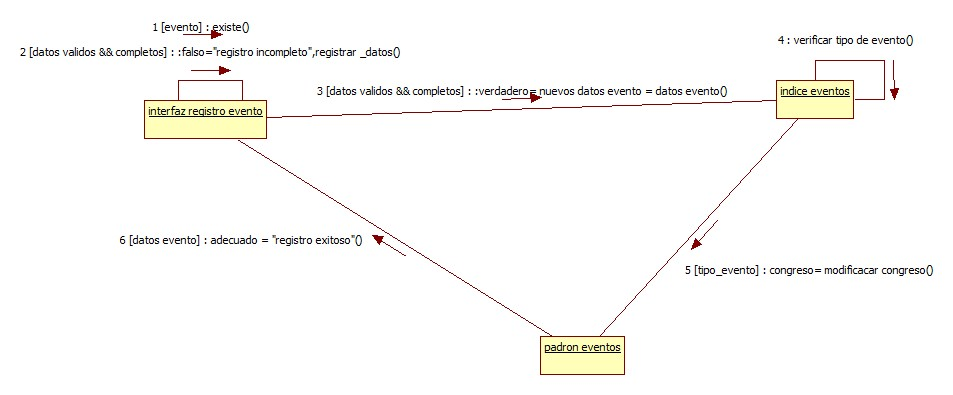 1 [evento] : existe()
2 [datos validos && completos] : :falso="registro incompleto",registrar _datos()
4 : verificar tipo de evento()
3 [datos validos && completos] : :verdadero= nuevos datos evento = datos evento()
indice eventos
interfaz registro evento
6 [datos evento] : adecuado = "registro exitoso"()
5 [tipo_evento] : congreso= modificacar congreso()
padron eventos